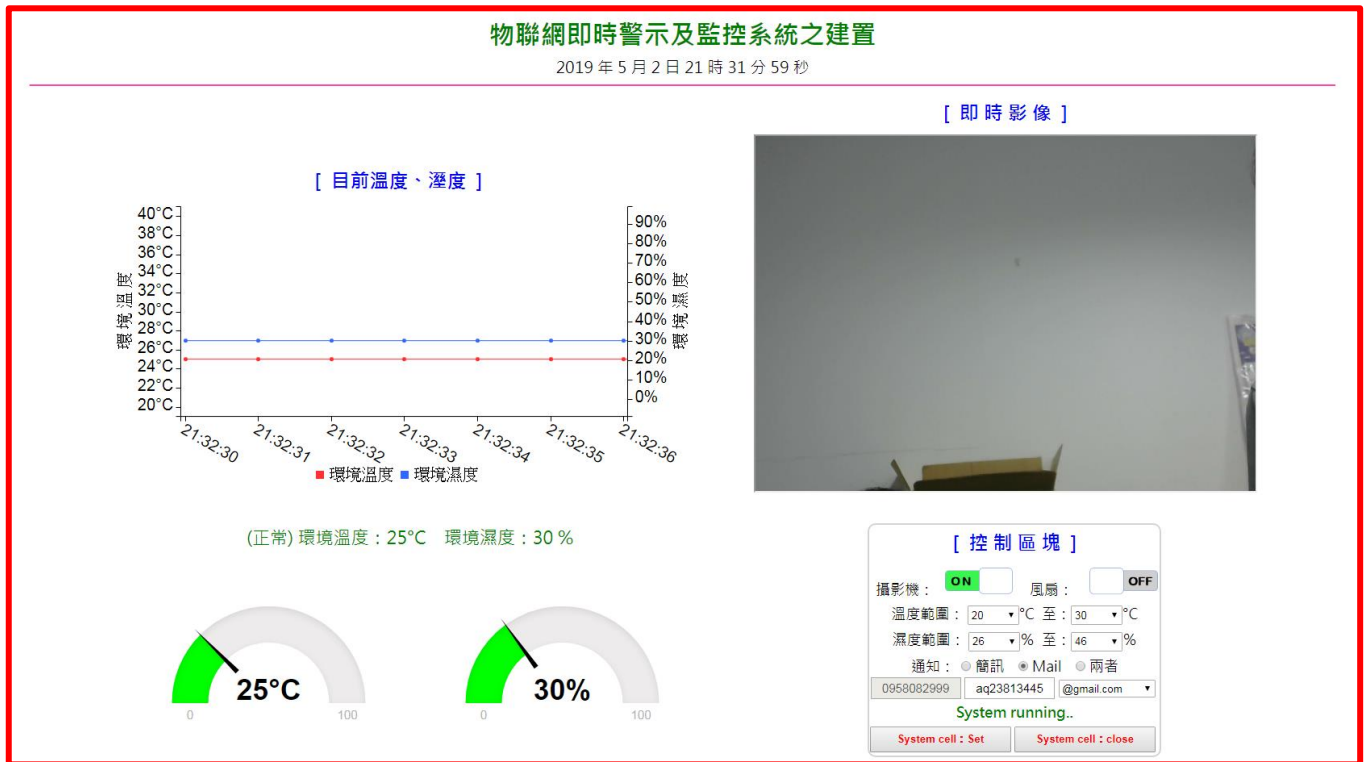 物聯網即時警示及監控系統之建置
2019 年 5 月 2 日 21 時 31 分 59 秒
[ 目前溫度、溼度 ]
40°C
38°C
36°C
34°C
32°C
30°C
28°C
26°C
24°C
22°C
20°C
環境溫度
90%
80%
70%
60%
50%
40%
30%
20%
10%
0%
環境濕度
21:32:30 21:32:31 21:32:32 21:32:33 21:32:34 21:32:35 21:32:36
環境溫度 環境濕度
(正常) 環境溫度：25°C 環境濕度：30 %
25°C
0 100
30%
0 100
[ 即 時 影 像 ]
[ 控 制 區 塊 ]
攝影機： ON 風扇： OFF
溫度範圍： 20 °C 至：30 °C
濕度範圍： 26 % 至：46 %
通知： 簡訊 Mail 兩者
0958082999 aq23813445 @gmail.com
System running..
System cell：Set System cell：close